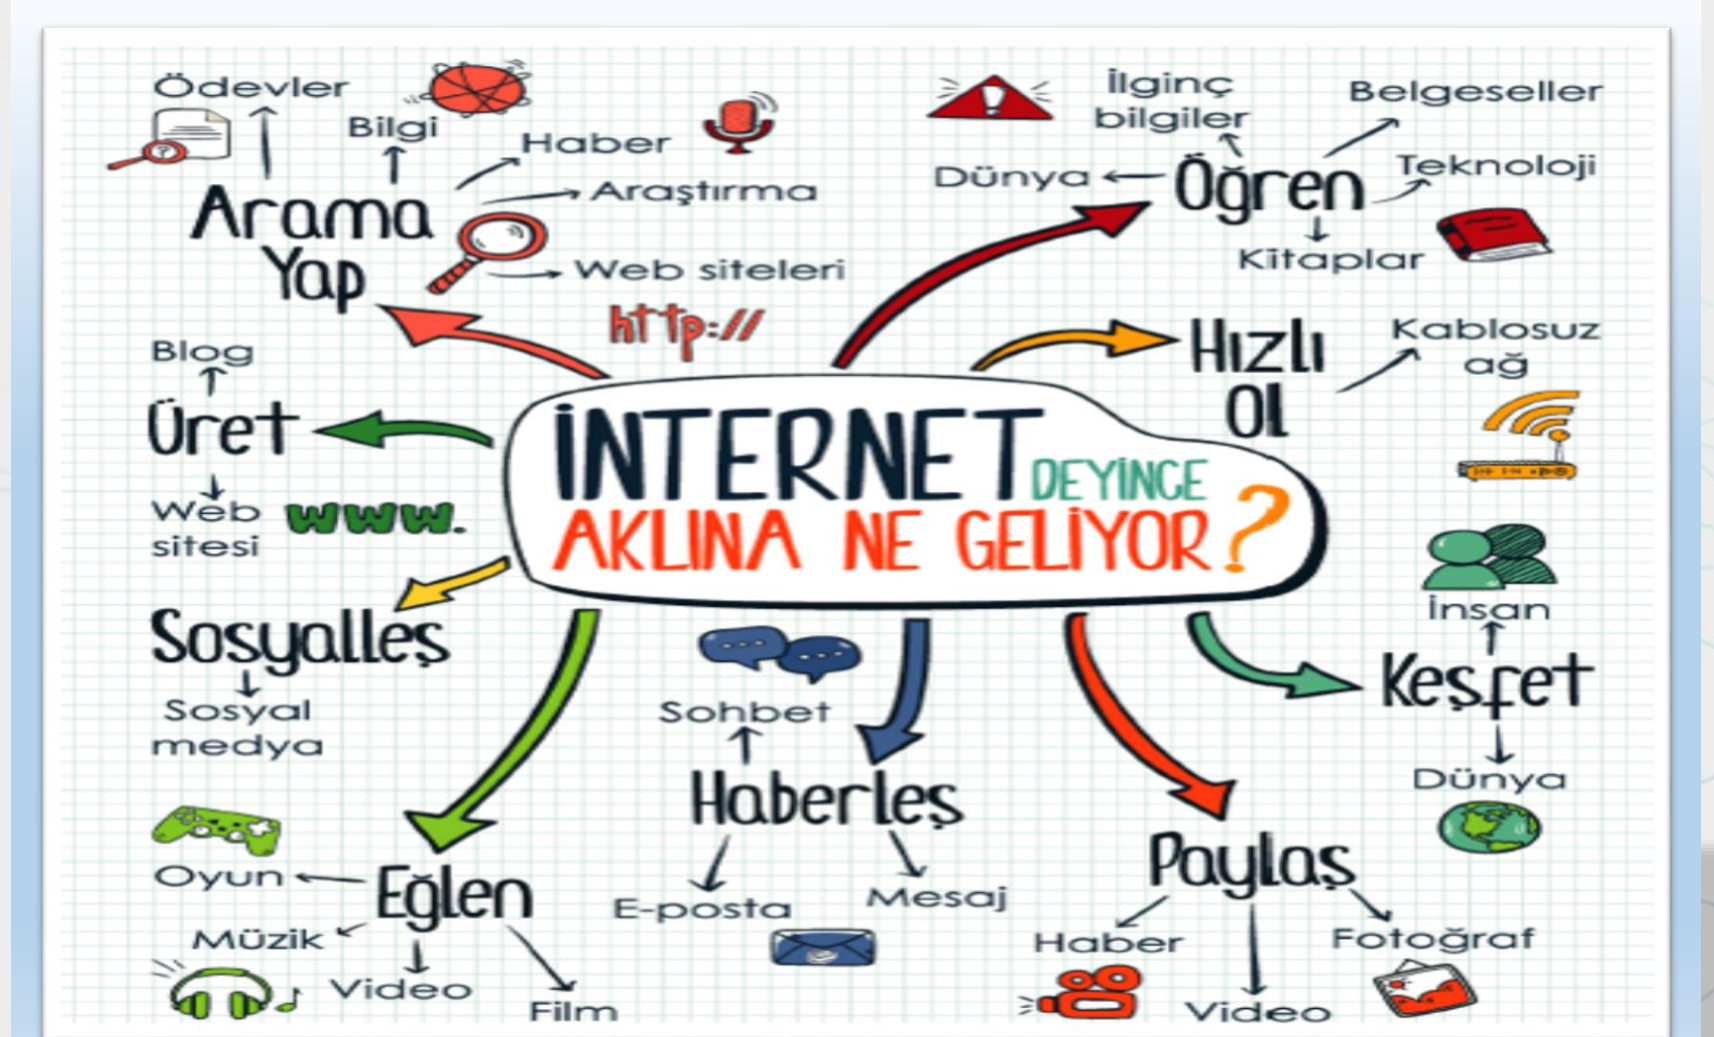 İNTERNET DEYİNCE
AKLINA NE GELİYOR?
Arama
Yap
Ödevler
Bilgi
Haber
Araştırma
Web siteleri
http://
Öğren
Dünya
İlginç
bilgiler
Belgeseller
Teknoloji
Kitaplar
Hızlı
Ol
Kablosuz
ağ
Üret
Blog
Web
sitesi
www.
Sosyalleş
Sosyal
medya
Eğlen
Oyun
Müzik
Video
Film
Haberleş
Sohbet
E-posta
Mesaj
Paylaş
Haber
Video
Fotoğraf
Keşfet
İnsan
Dünya